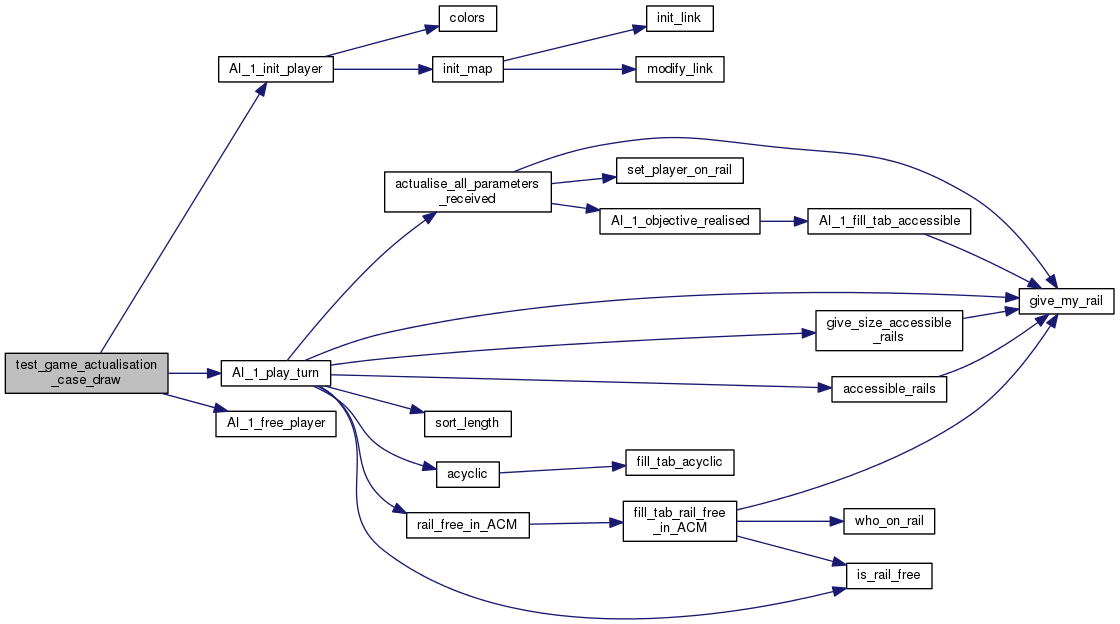 colors
init_link
AI_1_init_player
init_map
modify_link
actualise_all_parameters
_received
set_player_on_rail
AI_1_objective_realised
AI_1_fill_tab_accessible
give_my_rail
give_size_accessible
_rails
test_game_actualisation
_case_draw
AI_1_play_turn
accessible_rails
AI_1_free_player
sort_length
acyclic
fill_tab_acyclic
rail_free_in_ACM
fill_tab_rail_free
_in_ACM
who_on_rail
is_rail_free